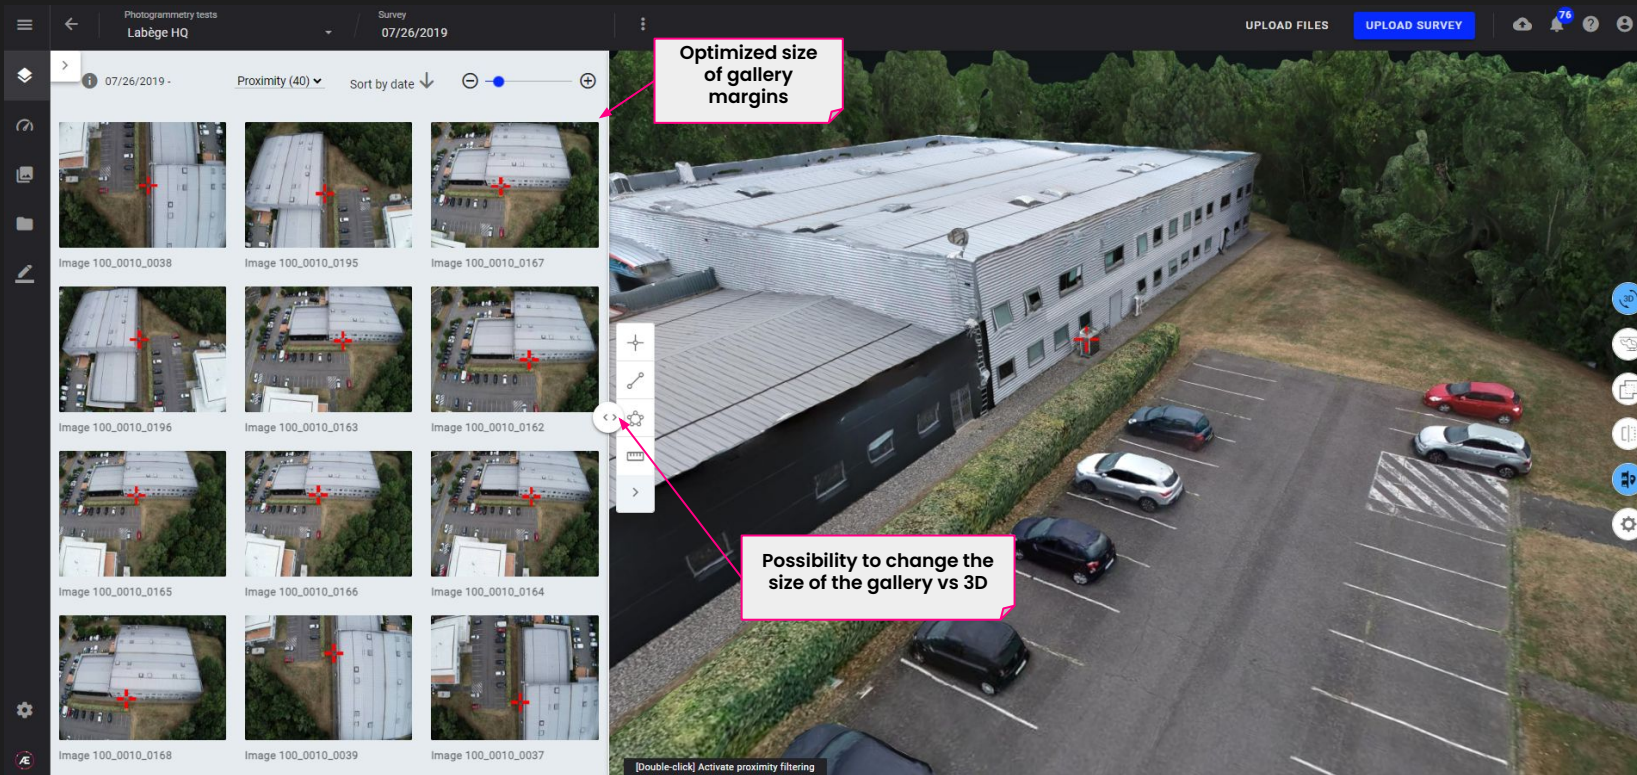 Photogrammetry tests
Labège HQ
Survey
07/26/2019
UPLOAD FILES
UPLOAD SURVEY
76
07/26/2019 -
Proximity (40)
Sort by date
Optimized size
of gallery
margins
Image 100_0010_0038
Image 100_0010_0195
Image 100_0010_0167
Image 100_0010_0196
Image 100_0010_0163
Image 100_0010_0162
Image 100_0010_0165
Image 100_0010_0166
Image 100_0010_0164
Image 100_0010_0168
Image 100_0010_0039
Image 100_0010_0037
3D
Possibility to change the
size of the gallery vs 3D
[Double-click] Activate proximity filtering
Æ